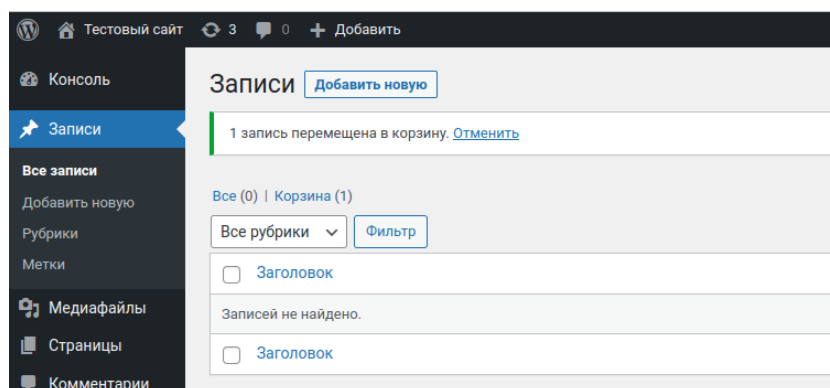 Тестовый сайт 3 0 + Добавить
Консоль
Записи
Все записи
Добавить новую
Рубрики
Метки
Медиафайлы
Страницы
Комментарии
Записи Добавить новую
1 запись перемещена в корзину. Отменить
Все (0) | Корзина (1)
Все рубрики Фильтр
Заголовок
Записей не найдено.
Заголовок